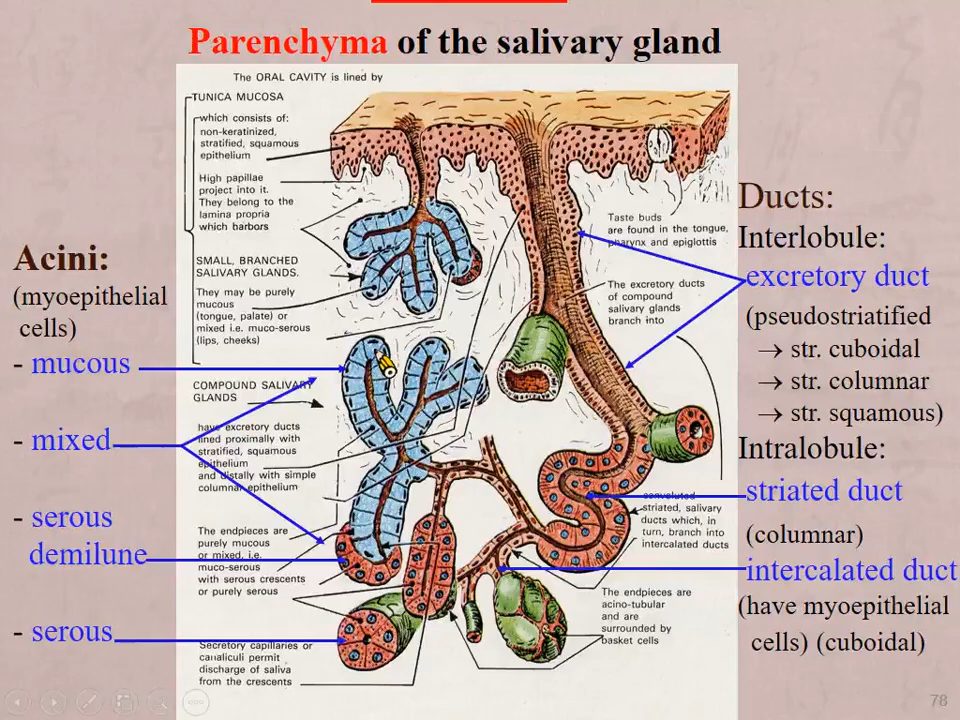 Parenchyma of the salivary gland
The ORAL CAVITY is lined by
TUNICA MUCOSA
which consists of:
non-keratinized,
stratified, squamous
epithelium
High papillae
project into it.
They belong to the
lamina propria
which harbors
SMALL, BRANCHED
SALIVARY GLANDS.
They may be purely
mucous
(tongue, palate) or
mixed i.e. muco-serous
(lips, cheeks)
COMPOUND SALIVARY
GLANDS
have excretory ducts
lined proximally with
stratified, squamous
epithelium
and distally with simple
columnar epithelium
The endpieces are
purely mucous
or mixed, i.e.
muco-serous
with serous crescents
or purely serous
Secretory capillaries or
canaliculi permit
discharge of saliva
from the crescents
Taste buds
are found in the tongue,
pharynx and epiglottis
The excretory ducts
of compound
salivary glands
branch into
convoluted
striated, salivary
ducts which, in
turn, branch into
intercalated ducts
The endpieces are
acino-tubular
and are
surrounded by
basket cells
Acini:
(myoepithelial
cells)
- mucous
- mixed
- serous
demilune
- serous
Ducts:
Interlobule:
excretory duct
(pseudostriatified
→ str. cuboidal
→ str. columnar
→ str. squamous)
Intralobule:
striated duct
(columnar)
intercalated duct
(have myoepithelial
cells) (cuboidal)
78